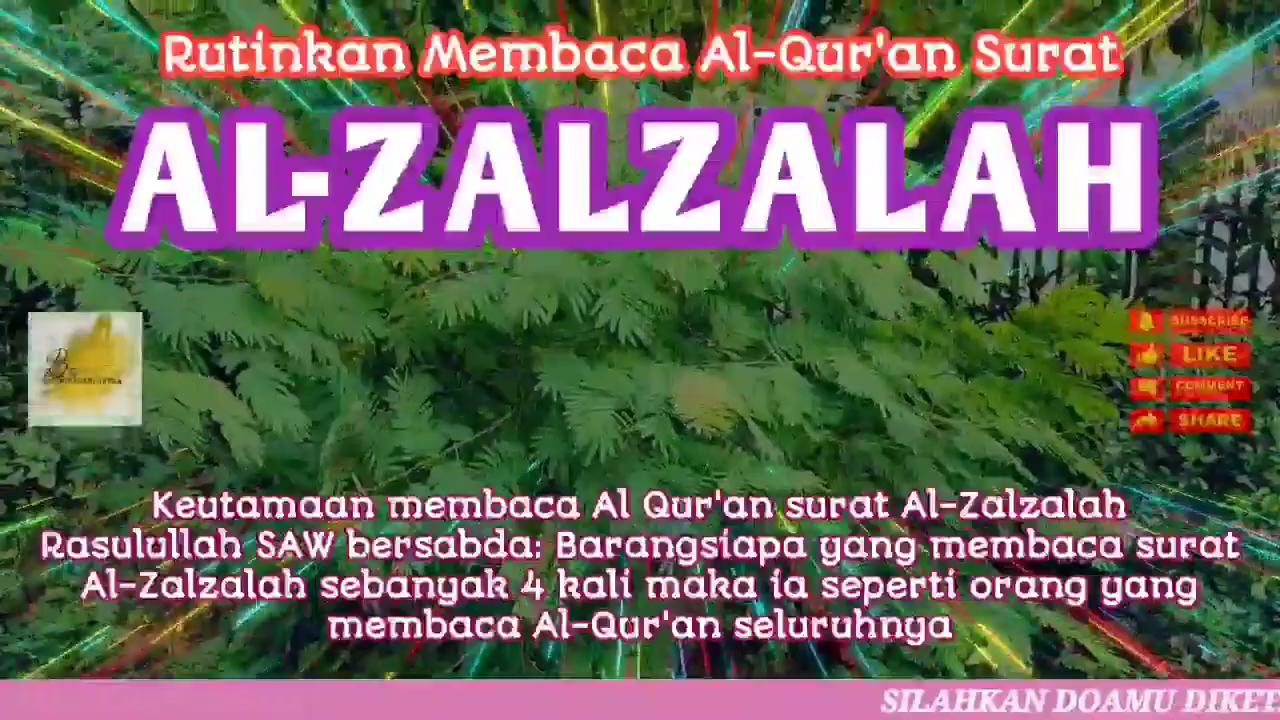 Rutinkan Membaca Al-Qur'an Surat
AL-ZALZALAH
SUBSCRIBE
LIKE
COMMENT
SHARE
Keutamaan membaca Al Qur'an surat Al-Zalzalah
Rasulullah SAW bersabda: Barangsiapa yang membaca surat
Al-Zalzalah sebanyak 4 kali maka ia seperti orang yang
membaca Al-Qur'an seluruhnya
SILAHKAN DOAMU DIKET